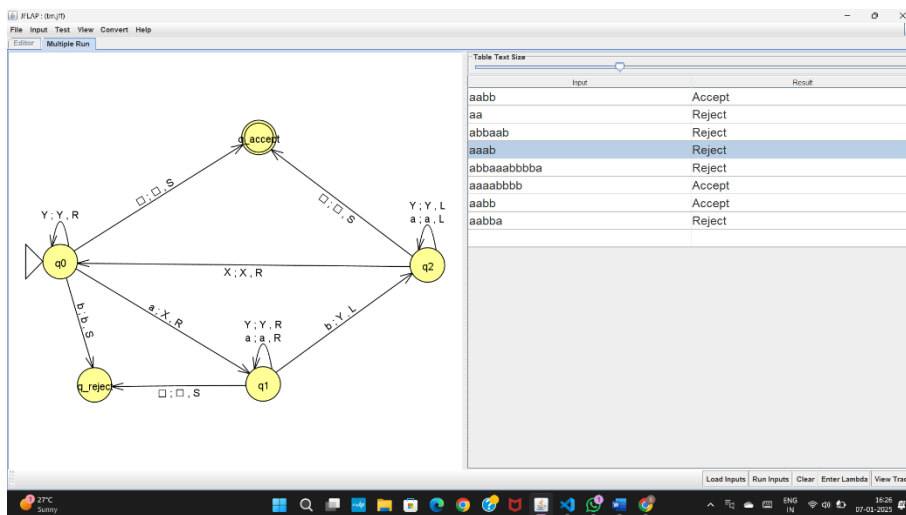 JFLAP : (tm.jff)
File Input Test View Convert Help
Editor Multiple Run
Table Text Size
Input Result
aabb Accept
aa Reject
abbaab Reject
aaab Reject
abbaaabbbba Reject
aaaabbbb Accept
aabb Accept
aabba Reject
q_accept
□ ; □ , S
□ ; □ , S
Y ; Y , R
Y ; Y , L
a ; a , L
q0
q2
X ; X , R
b ; b , S
a ; X , R
Y ; Y , R
a ; a , R
b ; Y , L
q_reject
q1
□ ; □ , S
Load Inputs Run Inputs Clear Enter Lambda View Trac
1
27°C
Sunny
ENG
IN
16:26
07-01-2025